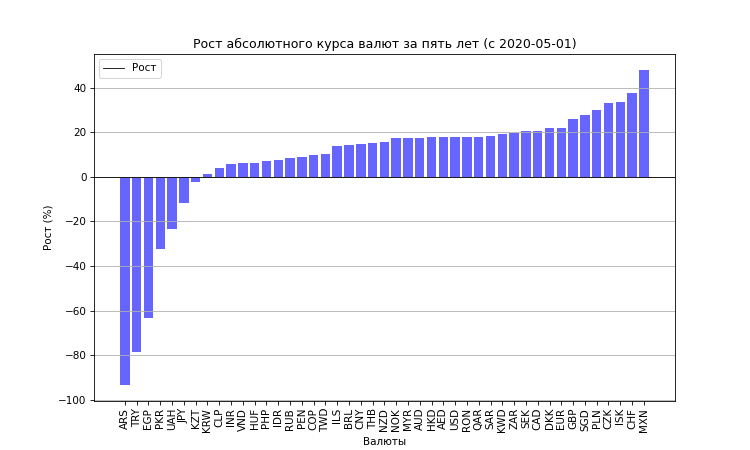 Рост абсолютного курса валют за пять лет (с 2020-05-01)
Рост
Рост (%)
40
20
0
−20
−40
−60
−80
−100
ARS TRY EGP PKR UAH JPY KZT KRW CLP INR VND HUF PHP IDR RUB PEN COP TWD ILS BRL CNY THB NZD NOK MYR AUD HKD AED USD RON QAR SAR KWD ZAR SEK CAD DKK EUR GBP SGD PLN CZK ISK CHF MXN
Валюты